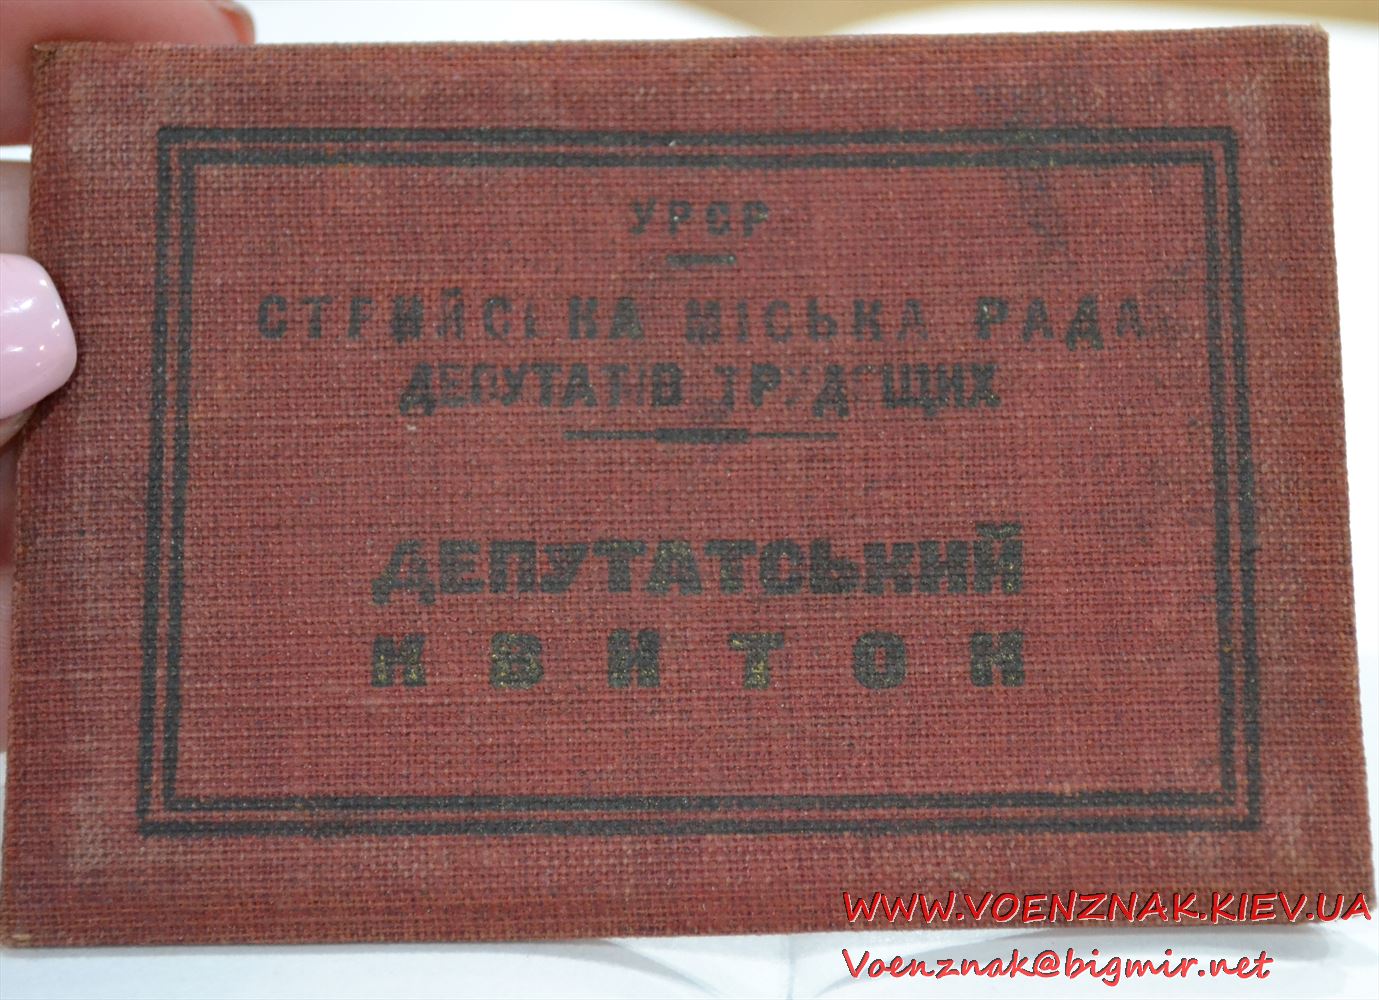 УРСР
СТРИЙСЬКА МІСЬКА РАДА
ДЕПУТАТІВ ТРУДЯЩИХ
ДЕПУТАТСЬКИЙ
КВИТОК
WWW.VOENZNAK.KIEV.UA
Voenznak@bigmir.net